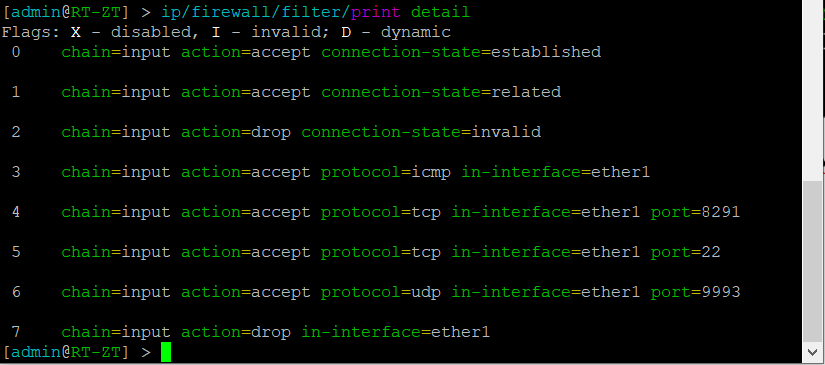 [admin@RT-ZT] > ip/firewall/filter/print detail
Flags: X - disabled, I - invalid; D - dynamic
0 chain=input action=accept connection-state=established
1 chain=input action=accept connection-state=related
2 chain=input action=drop connection-state=invalid
3 chain=input action=accept protocol=icmp in-interface=ether1
4 chain=input action=accept protocol=tcp in-interface=ether1 port=8291
5 chain=input action=accept protocol=tcp in-interface=ether1 port=22
6 chain=input action=accept protocol=udp in-interface=ether1 port=9993
7 chain=input action=drop in-interface=ether1
[admin@RT-ZT] >